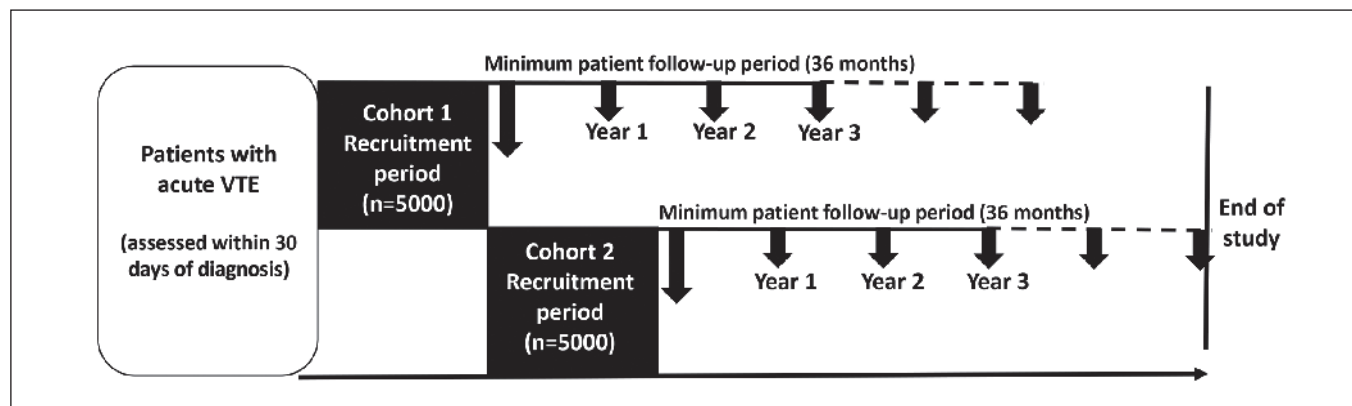 Patients with
acute VTE
(assessed within 30
days of diagnosis)
Cohort 1
Recruitment
period
(n=5000)
Minimum patient follow-up period (36 months)
Year 1
Year 2
Year 3
Cohort 2
Recruitment
period
(n=5000)
Minimum patient follow-up period (36 months)
Year 1
Year 2
Year 3
End of
study